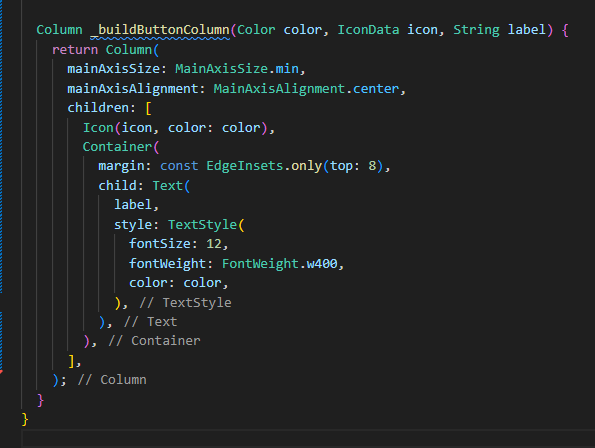 Column _buildButtonColumn(Color color, IconData icon, String label) {
return Column(
mainAxisSize: MainAxisSize.min,
mainAxisAlignment: MainAxisAlignment.center,
children: [
Icon(icon, color: color),
Container(
margin: const EdgeInsets.only(top: 8),
child: Text(
label,
style: TextStyle(
fontSize: 12,
fontWeight: FontWeight.w400,
color: color,
), // TextStyle
), // Text
), // Container
],
); // Column
}
}